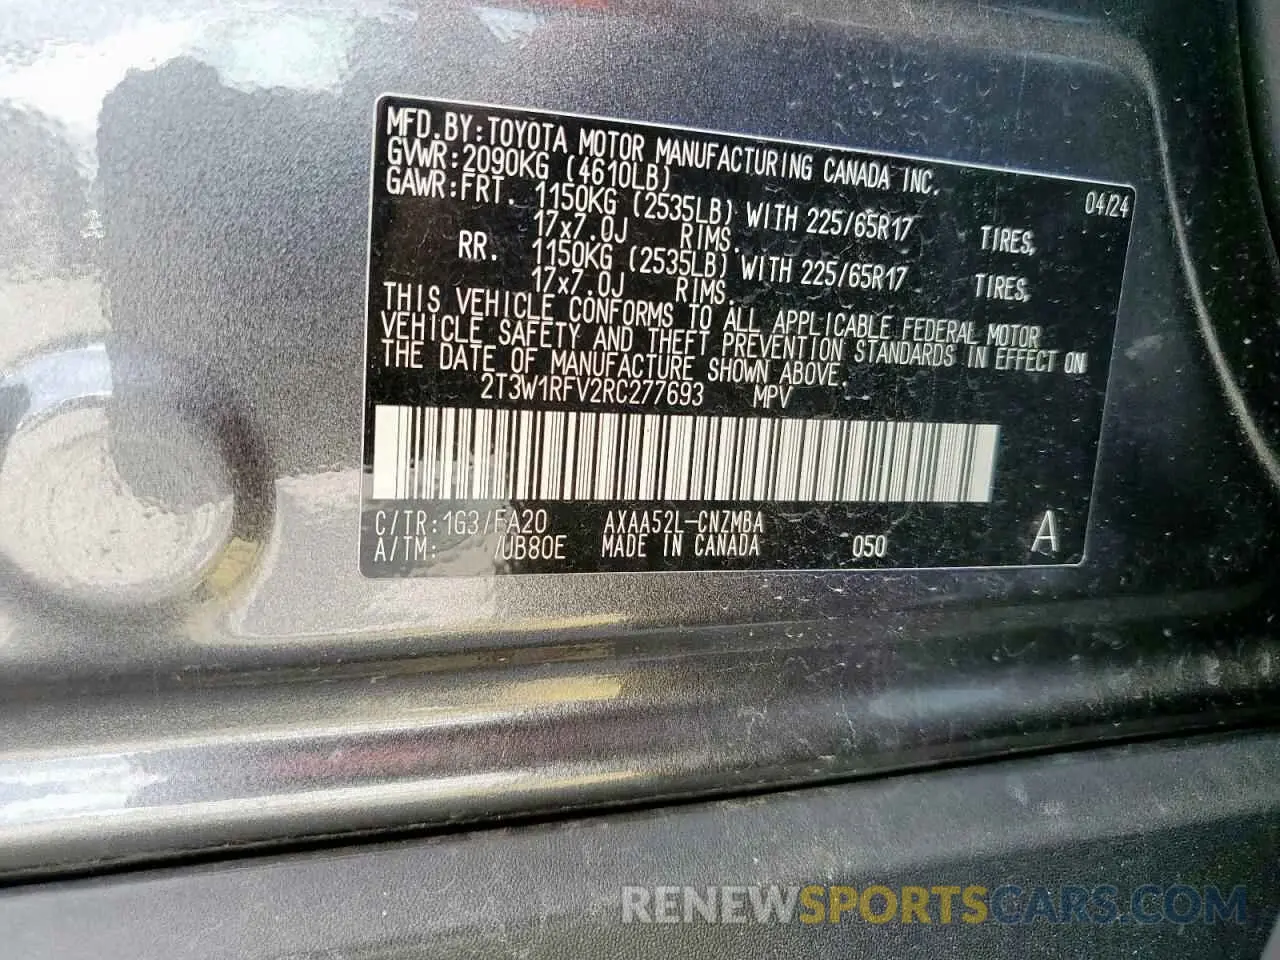 MFD.BY:TOYOTA MOTOR MANUFACTURING CANADA INC.
GVWR:2090KG (4610LB) 04/24
GAWR:FRT. 1150KG (2535LB) WITH 225/65R17 TIRES,
17x7.0J RIMS.
RR. 1150KG (2535LB) WITH 225/65R17 TIRES,
17x7.0J RIMS.
THIS VEHICLE CONFORMS TO ALL APPLICABLE FEDERAL MOTOR
VEHICLE SAFETY AND THEFT PREVENTION STANDARDS IN EFFECT ON
THE DATE OF MANUFACTURE SHOWN ABOVE.
2T3W1RFV2RC277693 MPV
C/TR:1G3/FA20 AXAA52L-CNZMBA
A/TM: /UB80E MADE IN CANADA 050 A
RENEWSPORTSCARS.COM